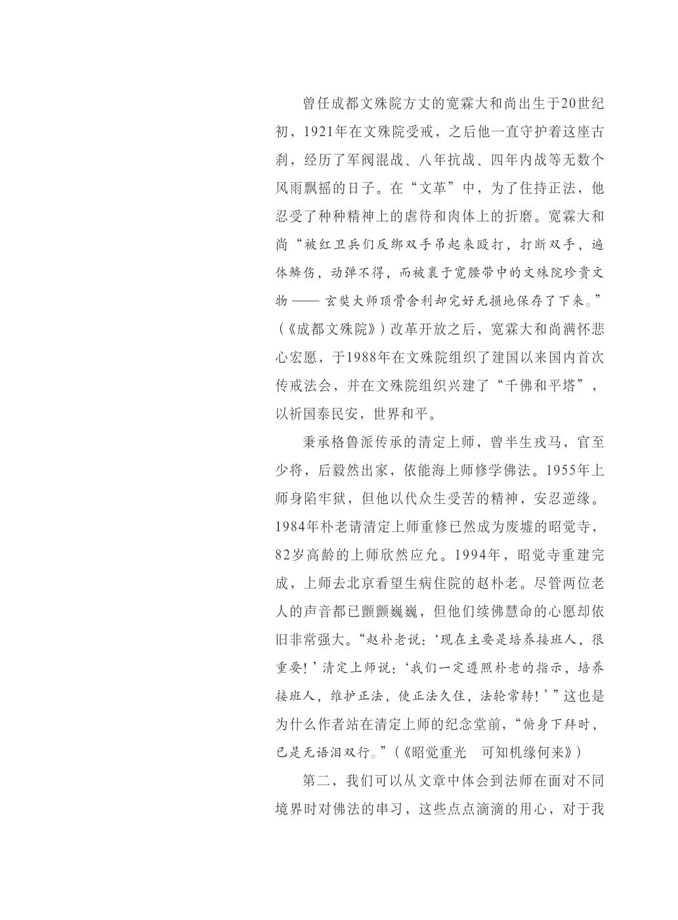 曾任成都文殊院方丈的宽霖大和尚出生于20世纪
初，1921年在文殊院受戒，之后他一直守护着这座古
刹，经历了军阀混战、八年抗战、四年内战等无数个
风雨飘摇的日子。在“文革”中，为了住持正法，他
忍受了种种精神上的虐待和肉体上的折磨。宽霖大和
尚“被红卫兵们反绑双手吊起来殴打，打断双手，遍
体鳞伤，动弹不得，而被裹于宽腰带中的文殊院珍贵文
物 —— 玄奘大师顶骨舍利却完好无损地保存了下来。”
（《成都文殊院》）改革开放之后，宽霖大和尚满怀悲
心宏愿，于1988年在文殊院组织了建国以来国内首次
传戒法会，并在文殊院组织兴建了“千佛和平塔”，
以祈国泰民安，世界和平。
秉承格鲁派传承的清定上师，曾半生戎马，官至
少将，后毅然出家，依能海上师修学佛法。1955年上
师身陷牢狱，但他以代众生受苦的精神，安忍逆缘。
1984年朴老请清定上师重修已然成为废墟的昭觉寺，
82岁高龄的上师欣然应允。1994年，昭觉寺重建完
成，上师去北京看望生病住院的赵朴老。尽管两位老
人的声音都已颤颤巍巍，但他们续佛慧命的心愿却依
旧非常强大。“赵朴老说：‘现在主要是培养接班人，很
重要！’清定上师说：‘我们一定遵照朴老的指示，培养
接班人，维护正法，使正法久住，法轮常转！’”这也是
为什么作者站在清定上师的纪念堂前，“俯身下拜时，
已是无语泪双行。”（《昭觉重光　可知机缘何来》）
第二，我们可以从文章中体会到法师在面对不同
境界时对佛法的串习，这些点点滴滴的用心，对于我